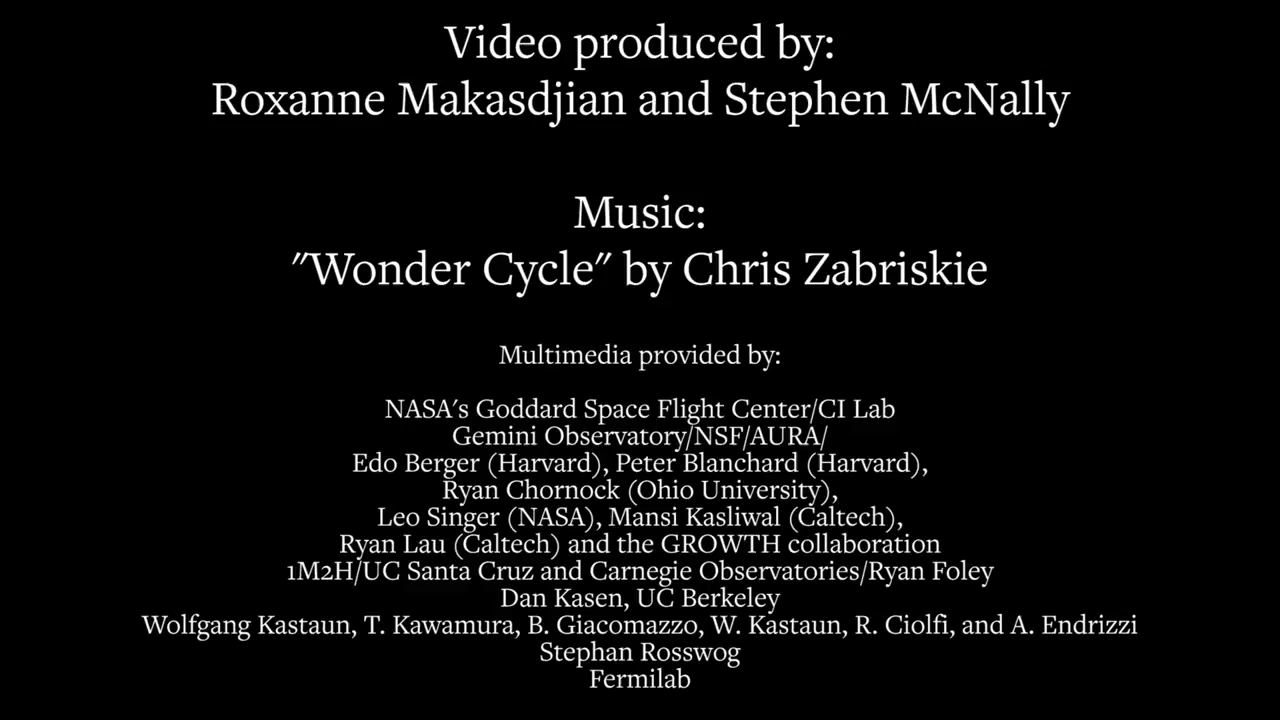 Video produced by:
Roxanne Makasdjian and Stephen McNally
Music:
"Wonder Cycle" by Chris Zabriskie
Multimedia provided by:
NASA's Goddard Space Flight Center/CI Lab
Gemini Observatory/NSF/AURA/
Edo Berger (Harvard), Peter Blanchard (Harvard),
Ryan Chornock (Ohio University),
Leo Singer (NASA), Mansi Kasliwal (Caltech),
Ryan Lau (Caltech) and the GROWTH collaboration
1M2H/UC Santa Cruz and Carnegie Observatories/Ryan Foley
Dan Kasen, UC Berkeley
Wolfgang Kastaun, T. Kawamura, B. Giacomazzo, W. Kastaun, R. Ciolfi, and A. Endrizzi
Stephan Rosswog
Fermilab